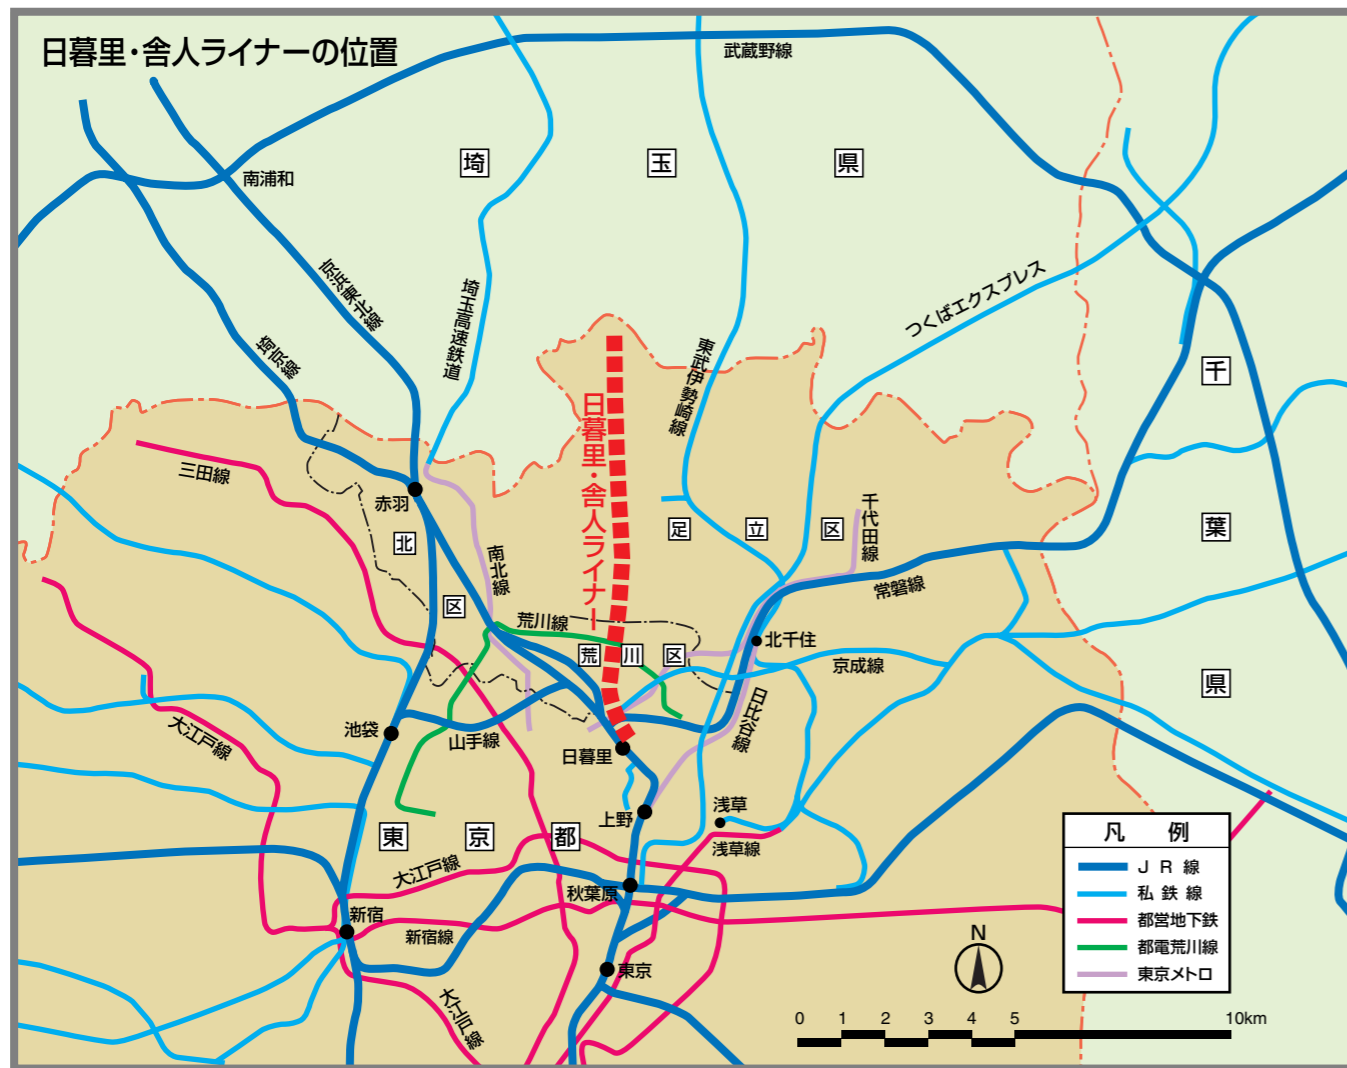 日暮里・舎人ライナーの位置
武蔵野線
埼
玉
県
南浦和
京浜東北線
埼玉高速鉄道
つくばエクスプレス
埼京線
東武伊勢崎線
千
日暮里・舎人ライナー
三田線
赤羽
千代田線
北
足
立
区
葉
南北線
常磐線
区
荒川線
北千住
荒
川
区
京成線
県
日比谷線
大江戸線
池袋
山手線
日暮里
浅草
上野
東
京
都
浅草線
大江戸線
秋葉原
新宿
新宿線
東京
大江戸線
凡 例
J R 線
私 鉄 線
都営地下鉄
都電荒川線
東京メトロ
N
0 1 2 3 4 5 10km